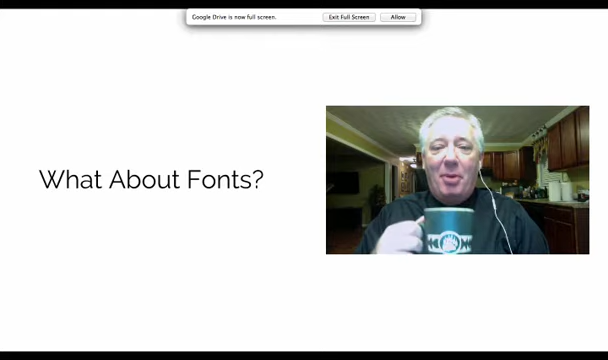 Google Drive is now full screen.
Exit Full Screen
Allow
What About Fonts?